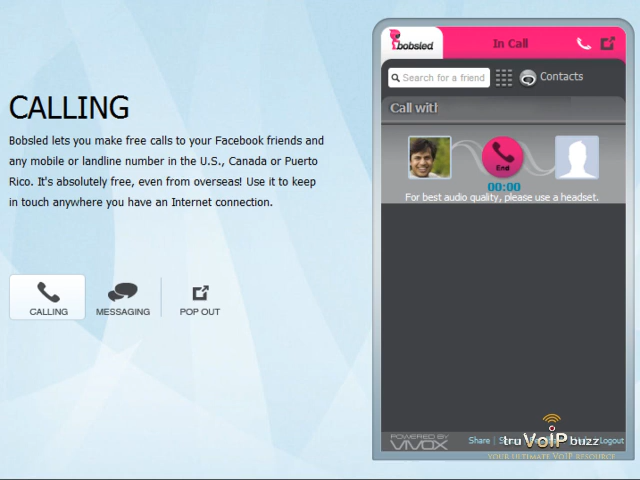 CALLING
Bobsled lets you make free calls to your Facebook friends and
any mobile or landline number in the U.S., Canada or Puerto
Rico. It's absolutely free, even from overseas! Use it to keep
in touch anywhere you have an Internet connection.
CALLING
MESSAGING
POP OUT
bobsled
In Call
Search for a friend
Contacts
Call with
End
00:00
For best audio quality, please use a headset.
POWERED BY
VIVOX
Share |
Logout
truVoIPbuzz
YOUR ULTIMATE VOIP RESOURCE